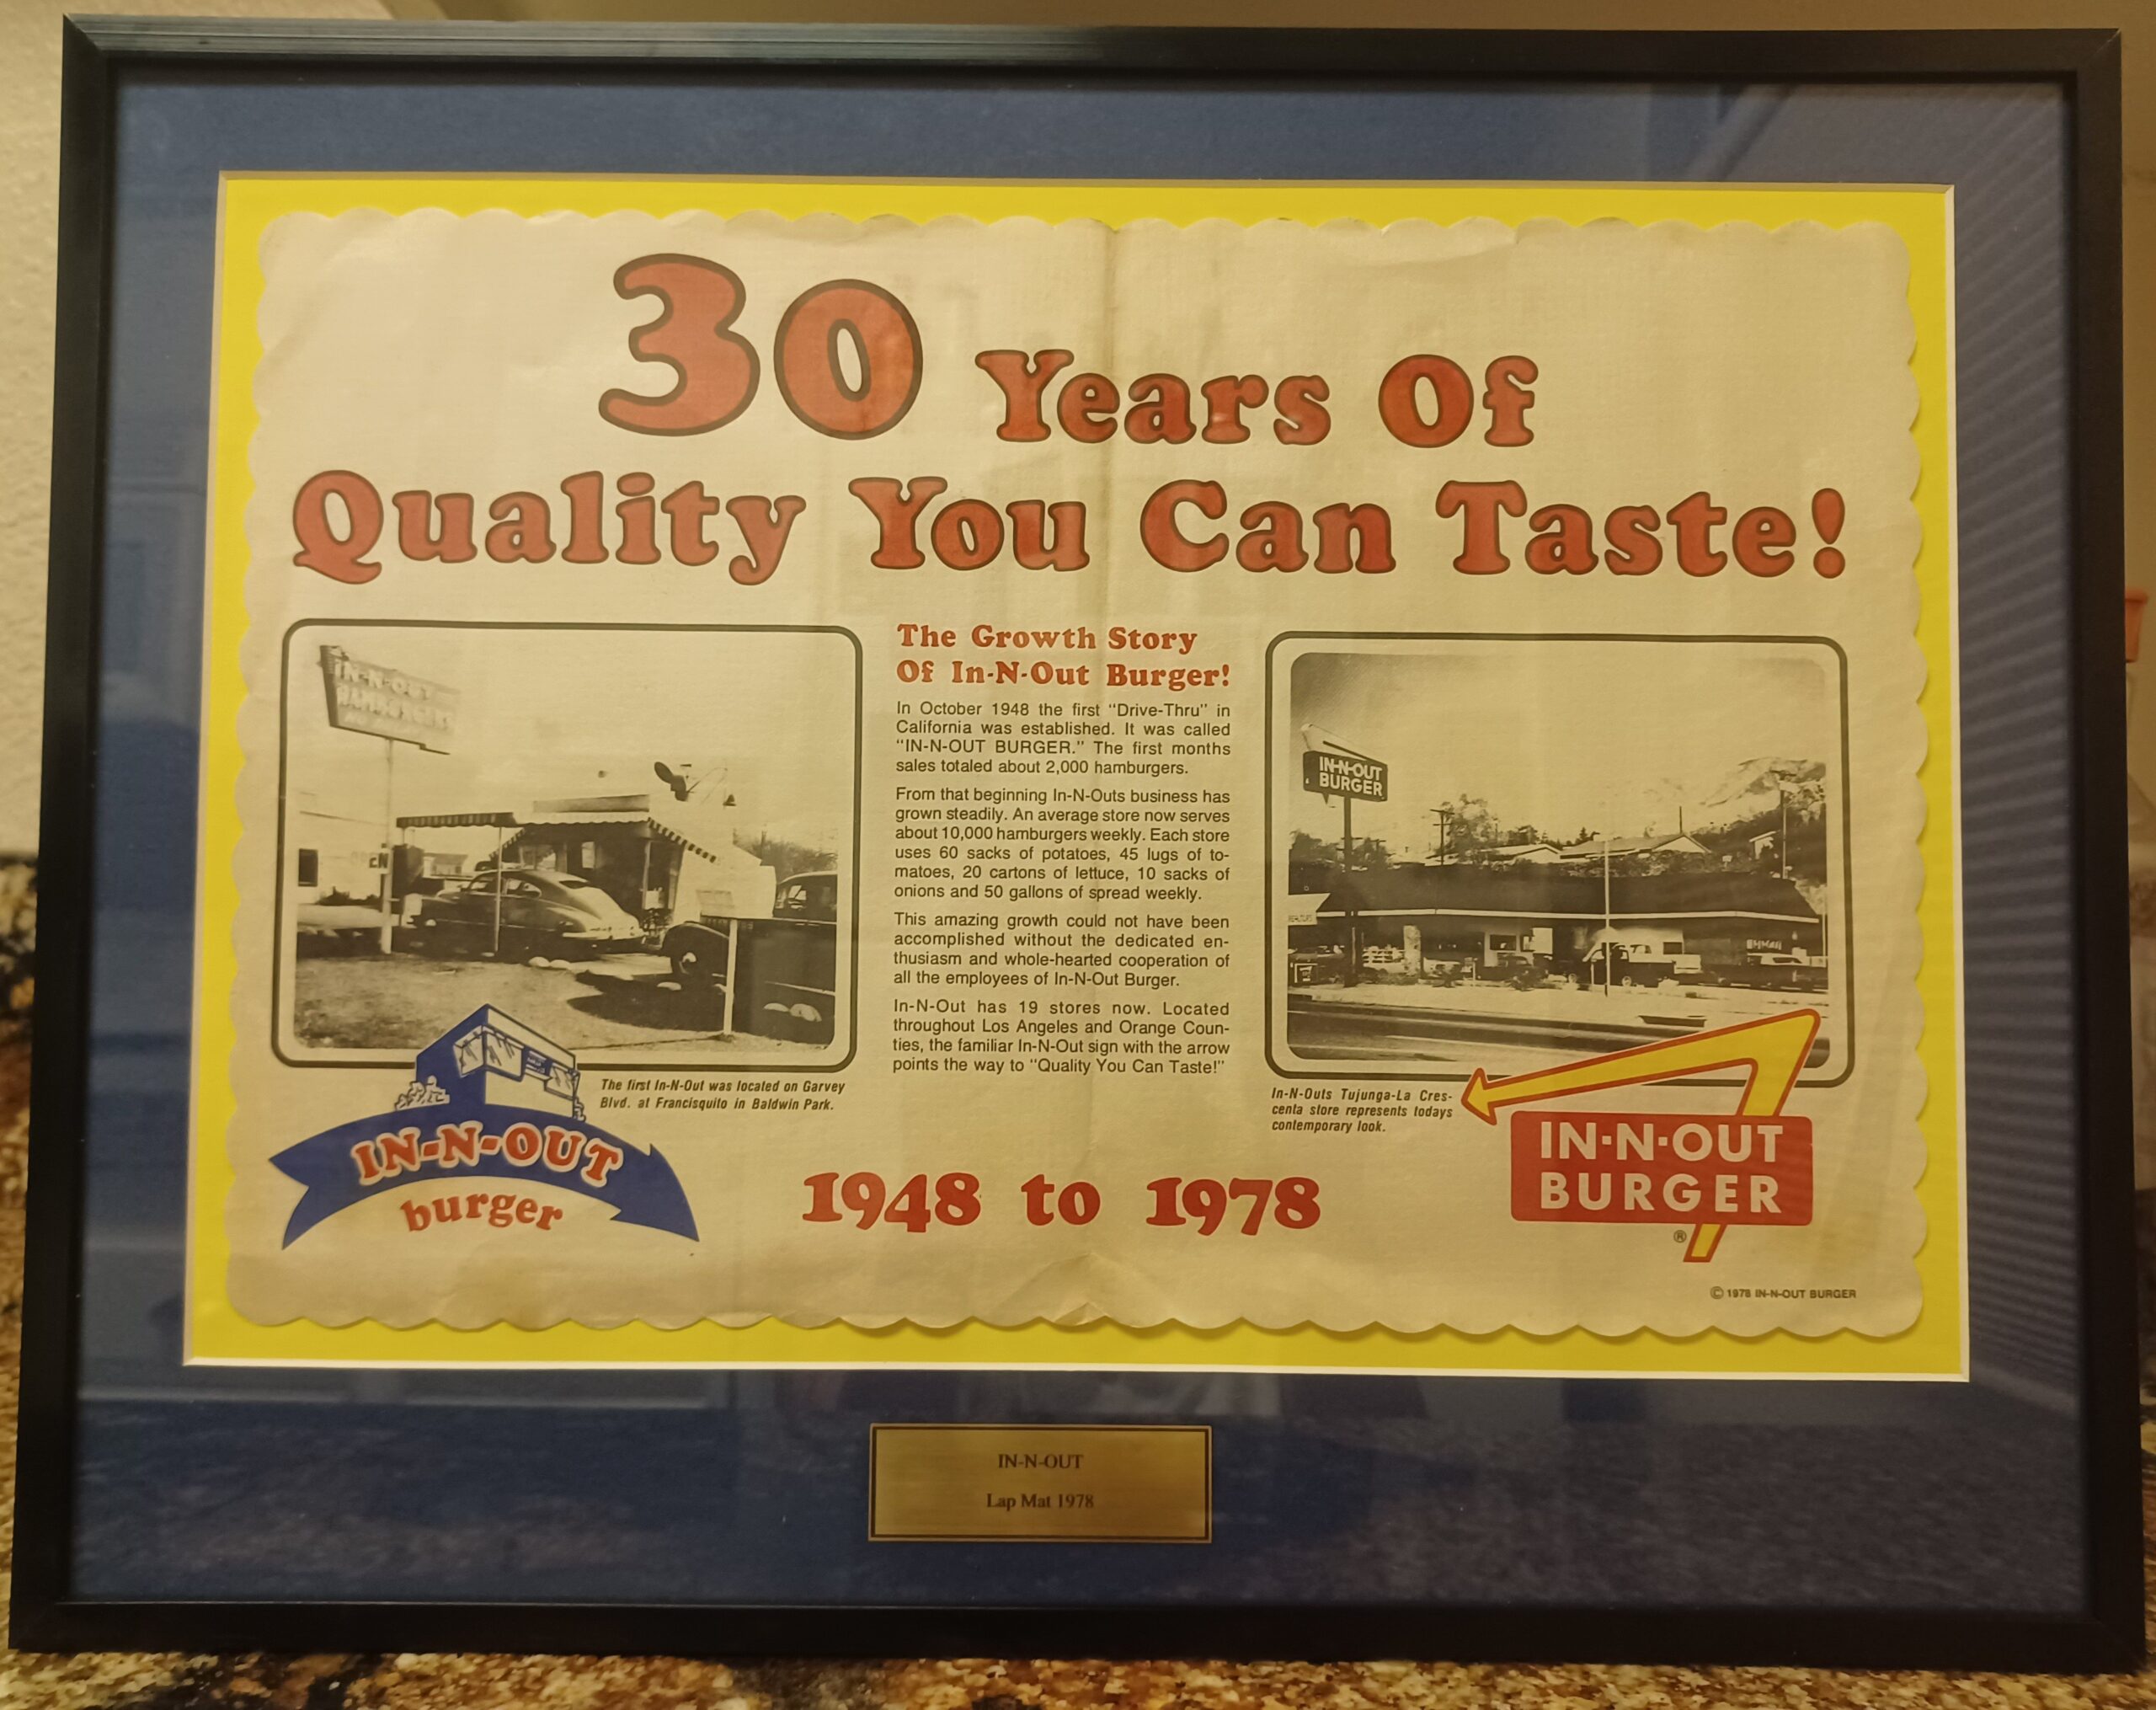 30 Years Of
Quality You Can Taste!
IN-N-OUT
HAMBURGERS
The Growth Story
Of In-N-Out Burger!
In October 1948 the first "Drive-Thru" in
California was established. It was called
"IN-N-OUT BURGER." The first months
sales totaled about 2,000 hamburgers.
From that beginning In-N-Outs business has
grown steadily. An average store now serves
about 10,000 hamburgers weekly. Each store
uses 60 sacks of potatoes, 45 lugs of to-
matoes, 20 cartons of lettuce, 10 sacks of
onions and 50 gallons of spread weekly.
This amazing growth could not have been
accomplished without the dedicated en-
thusiasm and whole-hearted cooperation of
all the employees of In-N-Out Burger.
In-N-Out has 19 stores now. Located
throughout Los Angeles and Orange Coun-
ties, the familiar In-N-Out sign with the arrow
points the way to "Quality You Can Taste!"
IN-N-OUT
BURGER
The first In-N-Out was located on Garvey
Blvd. at Francisquito in Baldwin Park.
In-N-Outs Tujunga-La Cres-
centa store represents todays
contemporary look.
IN-N-OUT
burger
1948 to 1978
IN-N-OUT
BURGER
®
© 1978 IN-N-OUT BURGER
IN-N-OUT
Lap Mat 1978